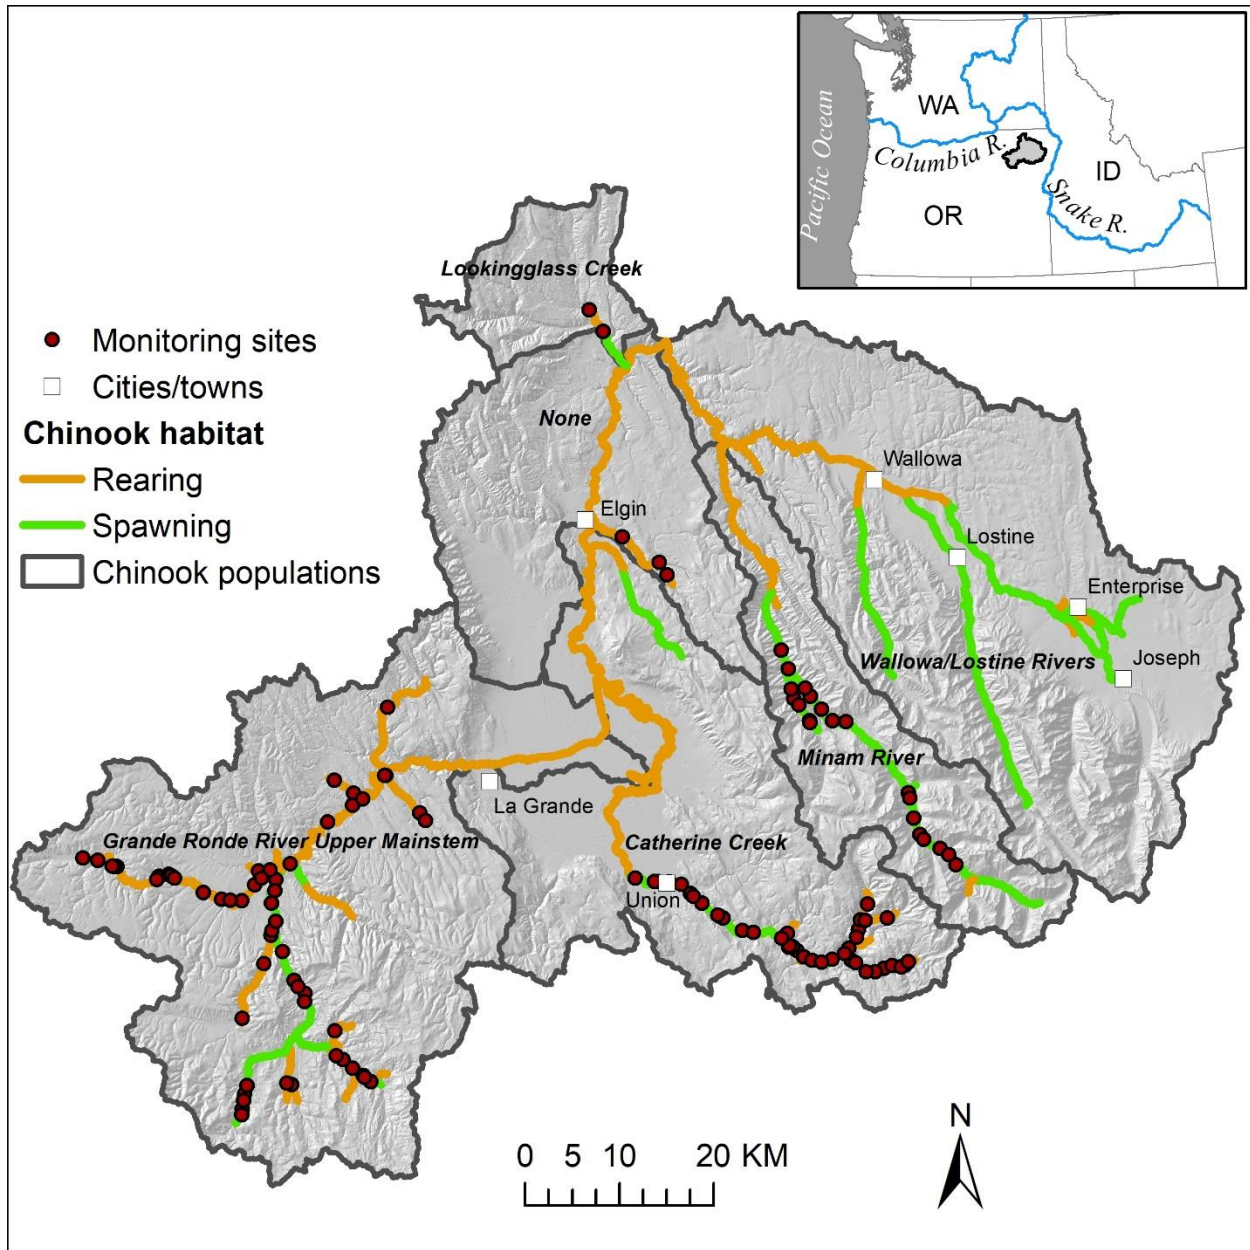 WA
Columbia R.
Pacific Ocean
OR
ID
Snake R.
Lookingglass Creek
Monitoring sites
Cities/towns
Chinook habitat
Rearing
Spawning
Chinook populations
None
Wallowa
Elgin
Lostine
Enterprise
Wallowa/Lostine Rivers
Joseph
Minam River
La Grande
Grande Ronde River Upper Mainstem
Catherine Creek
Union
0 5 10 20 KM
N